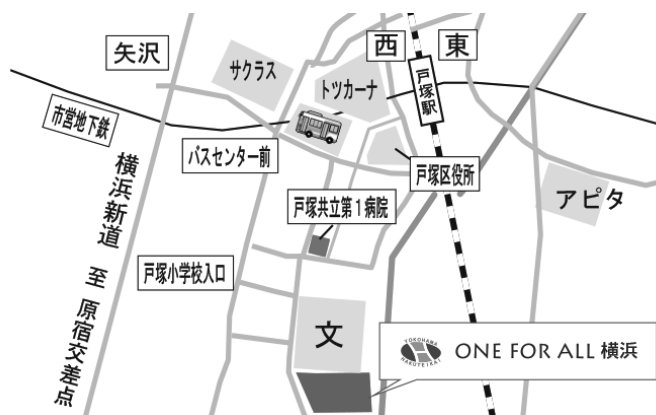 矢沢
西
東
サクラス
トツカーナ
戸塚駅
市営地下鉄
バスセンター前
戸塚区役所
アピタ
横浜新道 至 原宿交差点
戸塚共立第1病院
戸塚小学校入口
文
YOKOHAMA
HAKUTEIKAI
ONE FOR ALL 横浜